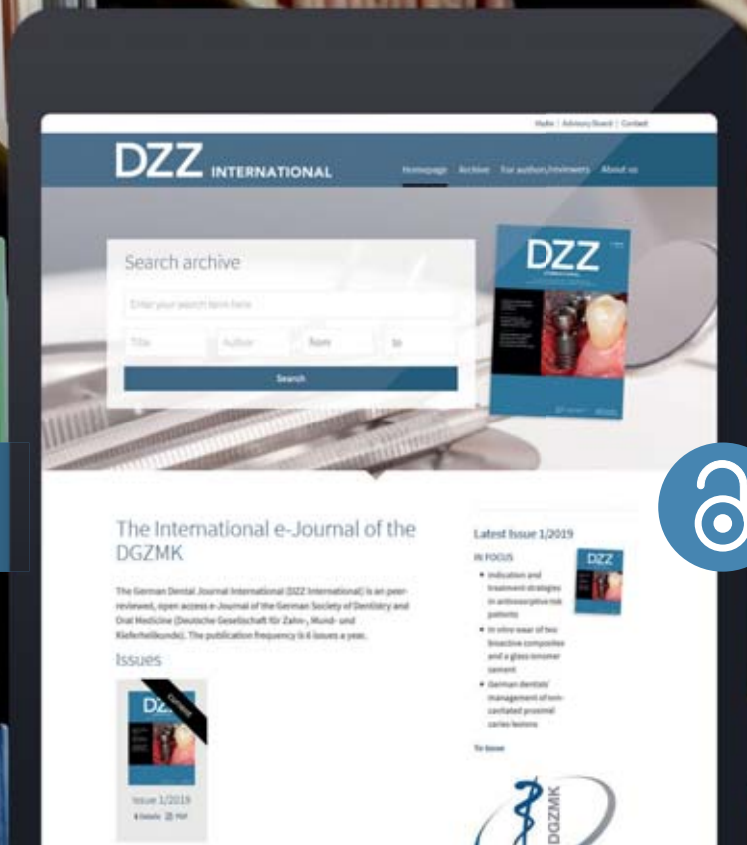 Media | Advisory Board | Contact
DZZ INTERNATIONAL
Homepage Archive For author/reviewers About us
Search archive
Enter your search term here
Title Author from to
Search
DZZ
INTERNATIONAL
The International e-Journal of the
DGZMK
The German Dental Journal International (DZZ International) is an peer-
reviewed, open access e-Journal of the German Society of Dentistry and
Oral Medicine (Deutsche Gesellschaft für Zahn-, Mund- und
Kieferheilkunde). The publication frequency is 6 issues a year.
Issues
DZZ
CURRENT
Issue 1/2019
Details PDF
Latest Issue 1/2019
IN FOCUS
DZZ
• Indication and
treatment strategies
in antiresorptive risk
patients
• In vitro wear of two
bioactive composites
and a glass ionomer
cement
• German dentists'
management of non-
cavitated proximal
caries lesions
To Issue
DGZMK